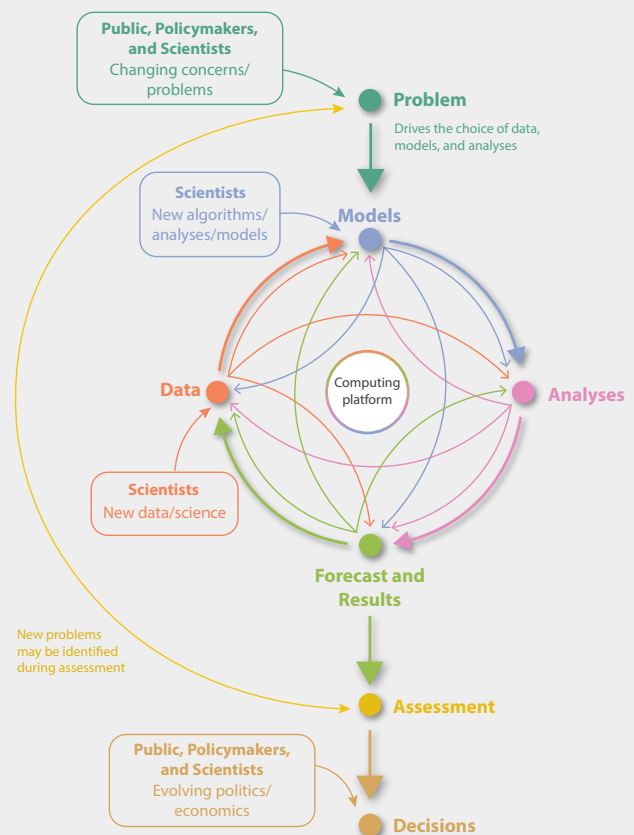 Public, Policymakers,
and Scientists
Changing concerns/
problems
Problem
Drives the choice of data,
models, and analyses
Scientists
New algorithms/
analyses/models
Models
Computing
platform
Data
Analyses
Scientists
New data/science
Forecast and
Results
New problems
may be identified
during assessment
Assessment
Public, Policymakers,
and Scientists
Evolving politics/
economics
Decisions